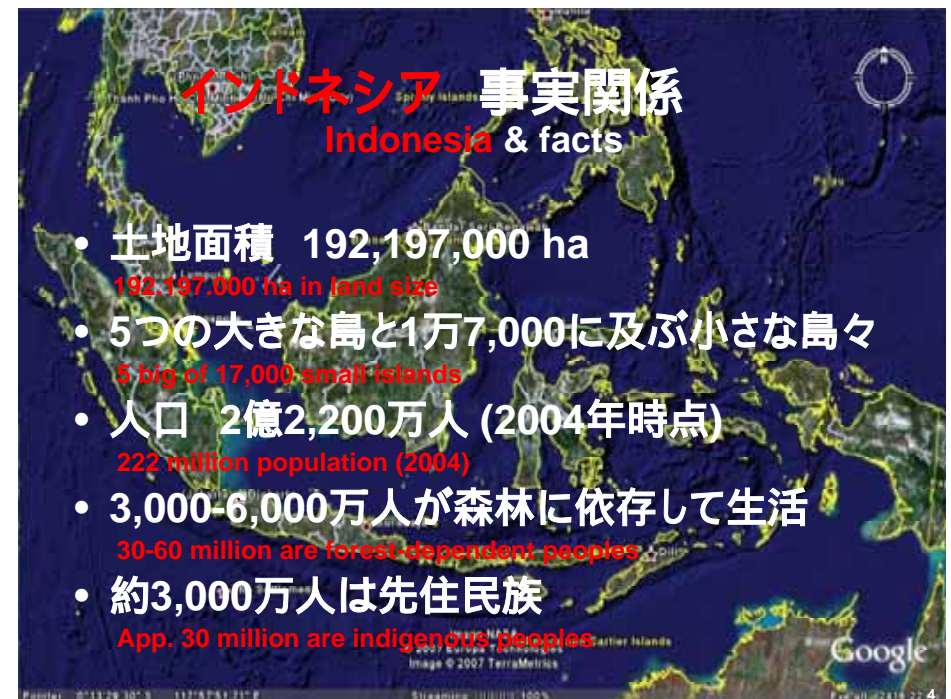 インドネシア 事実関係
Indonesia & facts
• 土地面積 192,197,000 ha
192.197.000 ha in land size
• 5つの大きな島と1万7,000に及ぶ小さな島々
5 big of 17,000 small islands
• 人口 2億2,200万人 (2004年時点)
222 million population (2004)
• 3,000-6,000万人が森林に依存して生活
30-60 million are forest-dependent peoples
• 約3,000万人は先住民族
App. 30 million are indigenous peoples
Cartier Islands
Image © 2007 TerraMetrics
Google
4